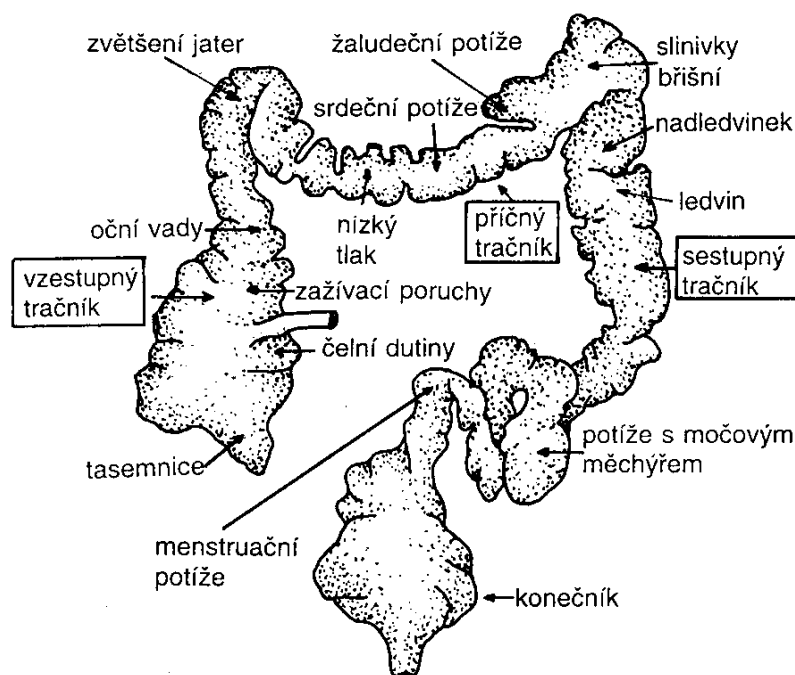 zvětšení jater
žaludeční potíže
slinivky
břišní
srdeční potíže
nadledvinek
ledvin
nízký
tlak
příčný
tračník
oční vady
sestupný
tračník
vzestupný
tračník
zažívací poruchy
čelní dutiny
potíže s močovým
měchýřem
tasemnice
menstruační
potíže
konečník